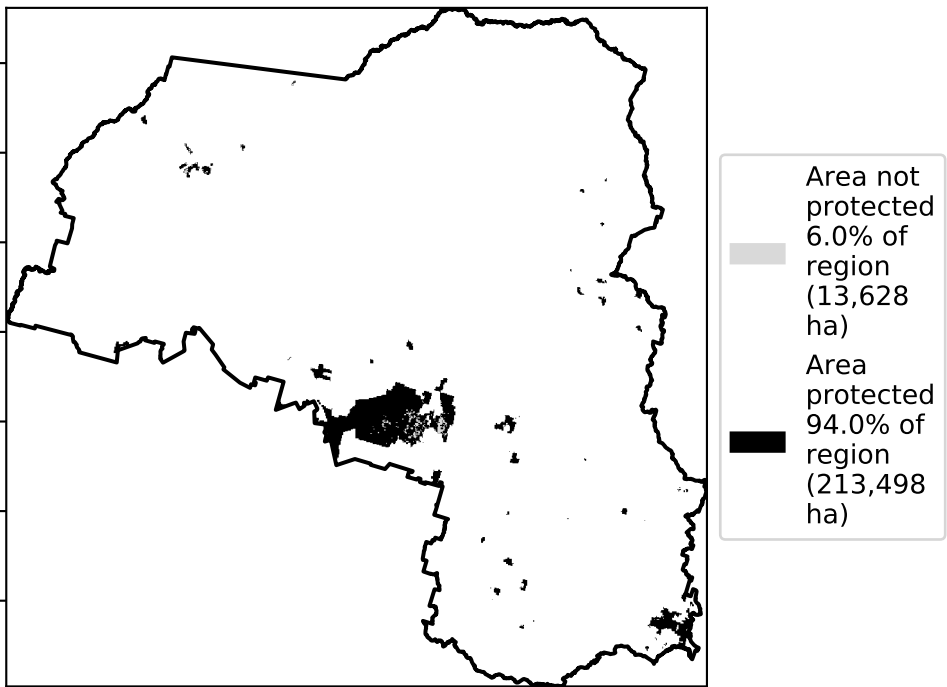 Area not
protected
6.0% of
region
(13,628
ha)
Area
protected
94.0% of
region
(213,498
ha)